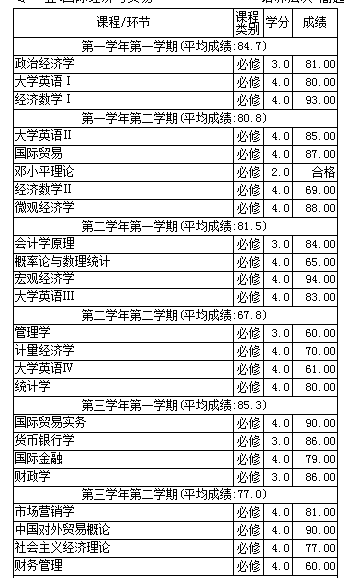 课程/环节 课程类别 学分 成绩
第一学年第一学期(平均成绩:84.7)
政治经济学 必修 3.0 81.00
大学英语Ⅰ 必修 4.0 80.00
经济数学Ⅰ 必修 4.0 93.00
第一学年第二学期(平均成绩:80.8)
大学英语Ⅱ 必修 4.0 85.00
国际贸易 必修 4.0 87.00
邓小平理论 必修 2.0 合格
经济数学Ⅱ 必修 4.0 69.00
微观经济学 必修 4.0 88.00
第二学年第一学期(平均成绩:81.5)
会计学原理 必修 3.0 84.00
概率论与数理统计 必修 4.0 65.00
宏观经济学 必修 4.0 94.00
大学英语Ⅲ 必修 4.0 83.00
第二学年第二学期(平均成绩:67.8)
管理学 必修 3.0 60.00
计量经济学 必修 4.0 70.00
大学英语Ⅳ 必修 4.0 61.00
统计学 必修 4.0 80.00
第三学年第一学期(平均成绩:85.3)
国际贸易实务 必修 4.0 90.00
货币银行学 必修 3.0 86.00
国际金融 必修 4.0 79.00
财政学 必修 3.0 86.00
第三学年第二学期(平均成绩:77.0)
市场营销学 必修 4.0 81.00
中国对外贸易概论 必修 4.0 90.00
社会主义经济理论 必修 4.0 77.00
财务管理 必修 4.0 60.00